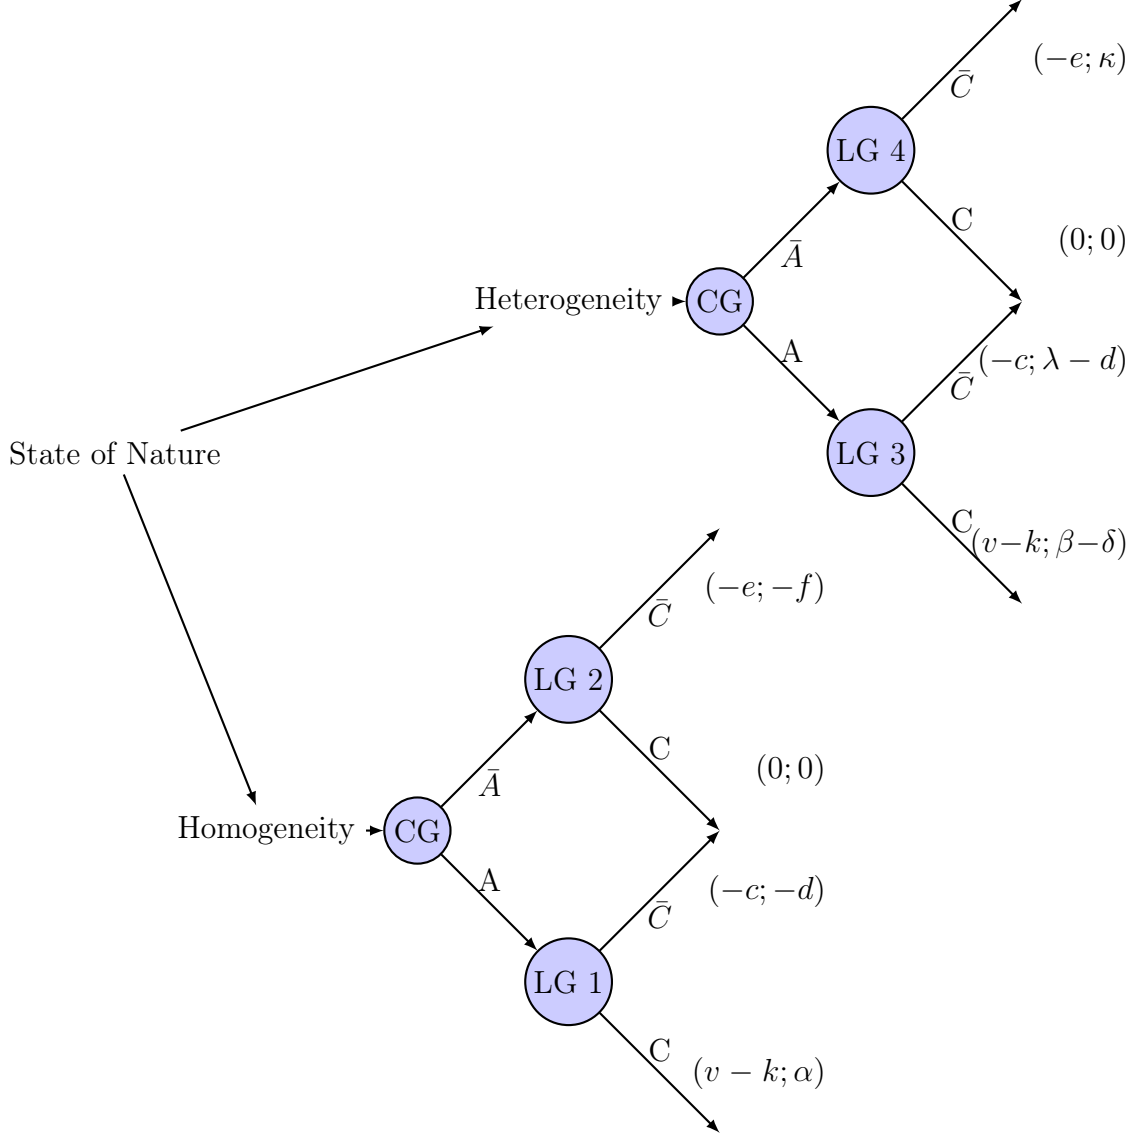 (−e; κ)
C̄
LG 4
C
(0; 0)
Ā
Heterogeneity
CG
A
(−c; λ − d)
C̄
State of Nature
LG 3
C
(v−k; β−δ)
(−e; −f)
C̄
LG 2
C
(0; 0)
Ā
Homogeneity
CG
A
(−c; −d)
C̄
LG 1
C
(v − k; α)